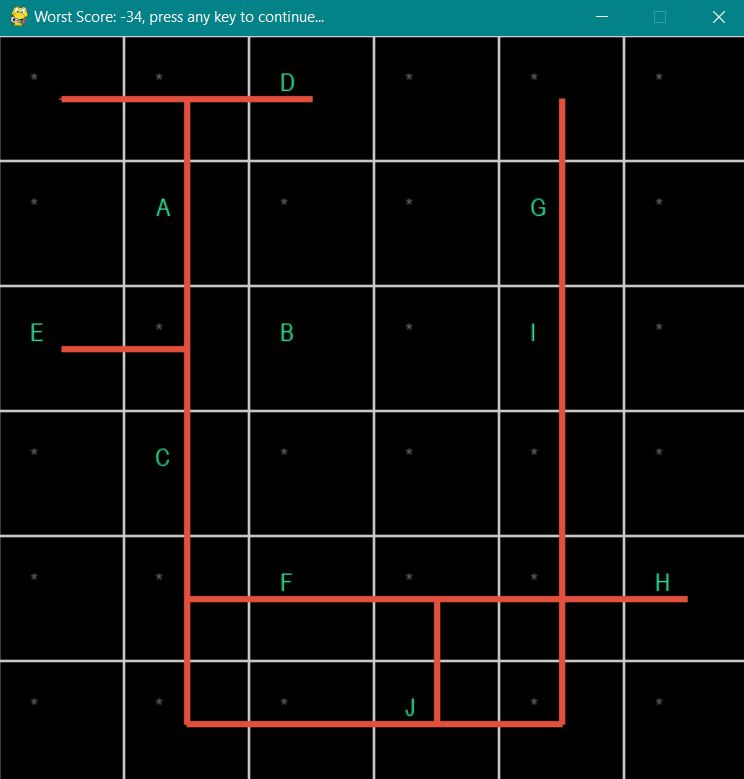 Worst Score: -34, press any key to continue...
* * D * * *
* A * * G *
E * B * I *
* C * * * *
* * F * * H
* * * J * *